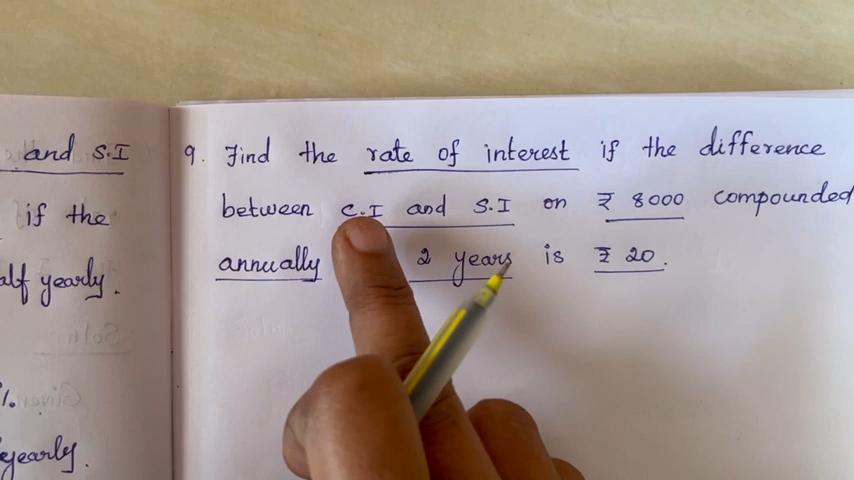 and S.I
if the
alf yearly.
%.
yearly.
9. Find the rate of interest if the difference
between C.I and S.I on ₹ 8000 compounded
annually 2 years is ₹ 20.